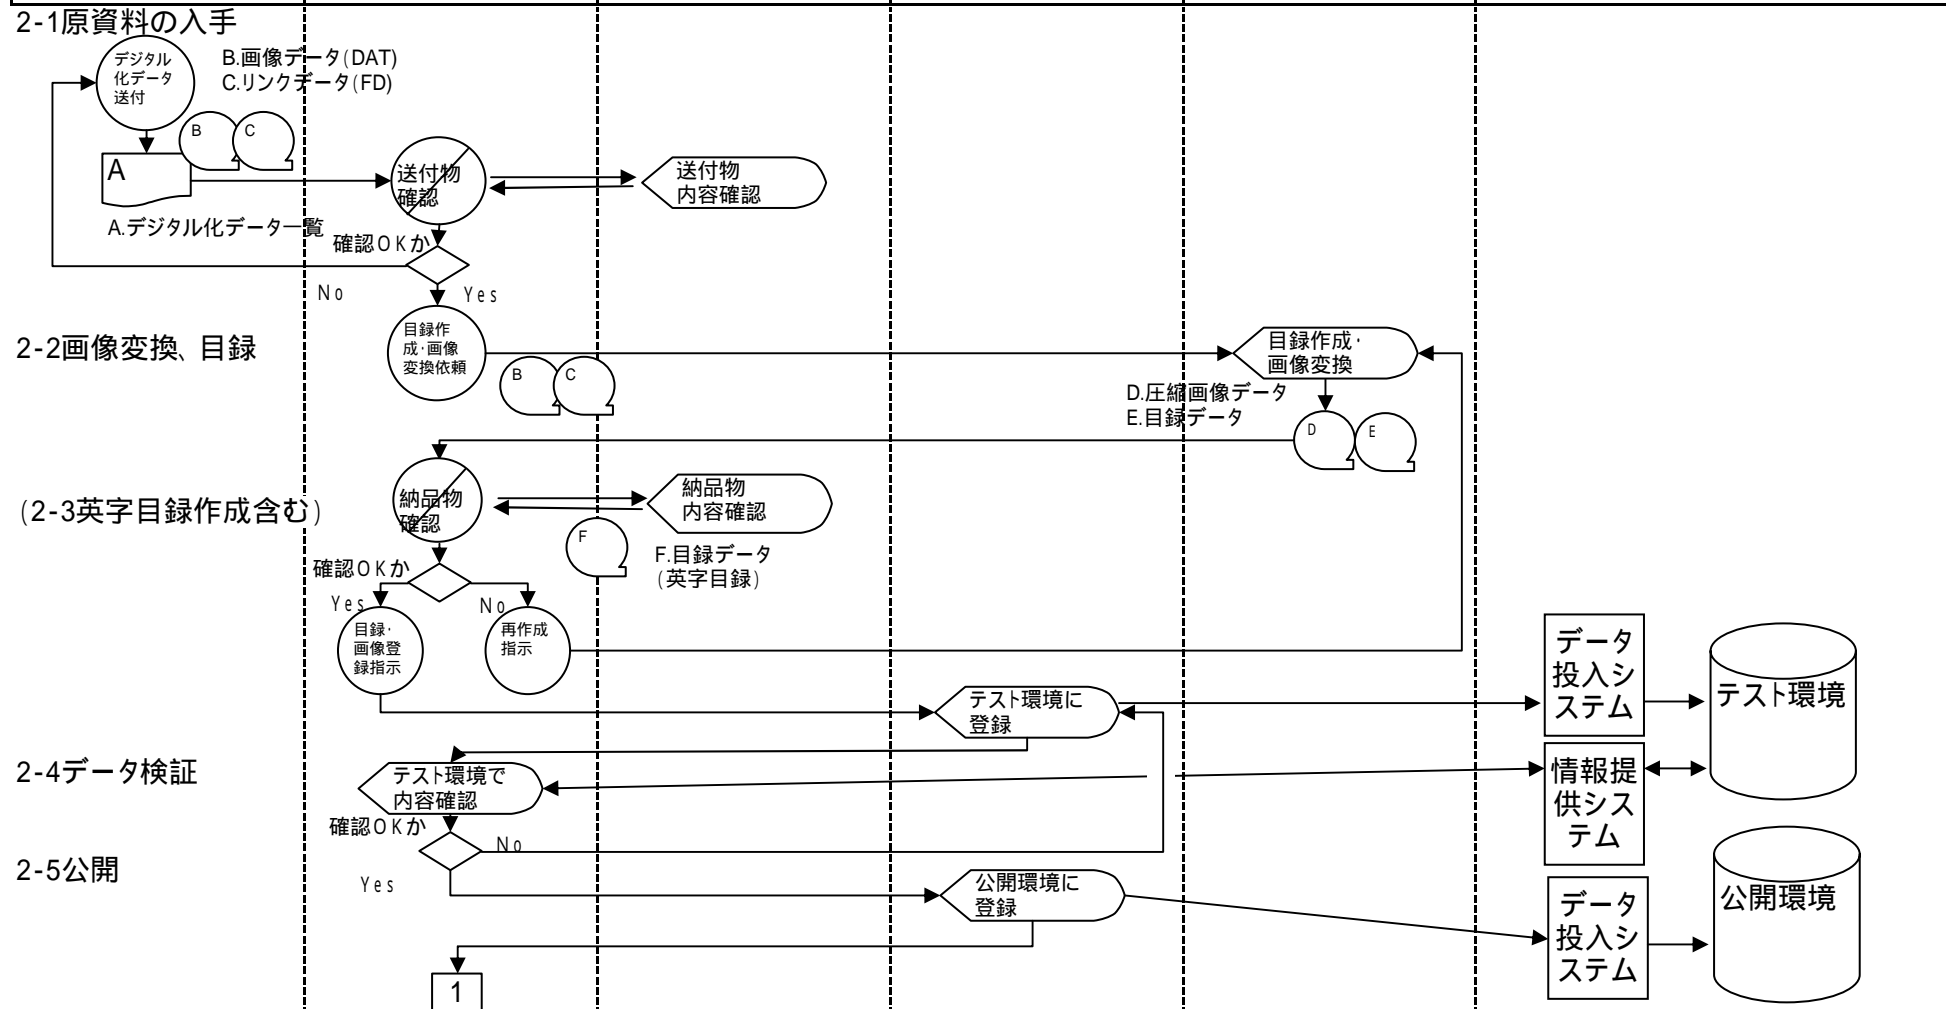 2-1原資料の入手
デジタル
化データ
送付
B.画像データ(DAT)
C.リンクデータ(FD)
B
C
A
送付物
確認
送付物
内容確認
A.デジタル化データ一覧
確認OKか
No
Yes
2-2画像変換、目録
目録作
成・画像
変換依頼
B
C
目録作成・
画像変換
D.圧縮画像データ
E.目録データ
D
E
(2-3英字目録作成含む)
納品物
確認
納品物
内容確認
F
F.目録データ
(英字目録)
確認OKか
Yes
No
目録・
画像登
録指示
再作成
指示
データ
投入シ
ステム
テスト環境
テスト環境に
登録
2-4データ検証
テスト環境で
内容確認
情報提
供シス
テム
確認OKか
No
2-5公開
Yes
公開環境に
登録
データ
投入シ
ステム
公開環境
1